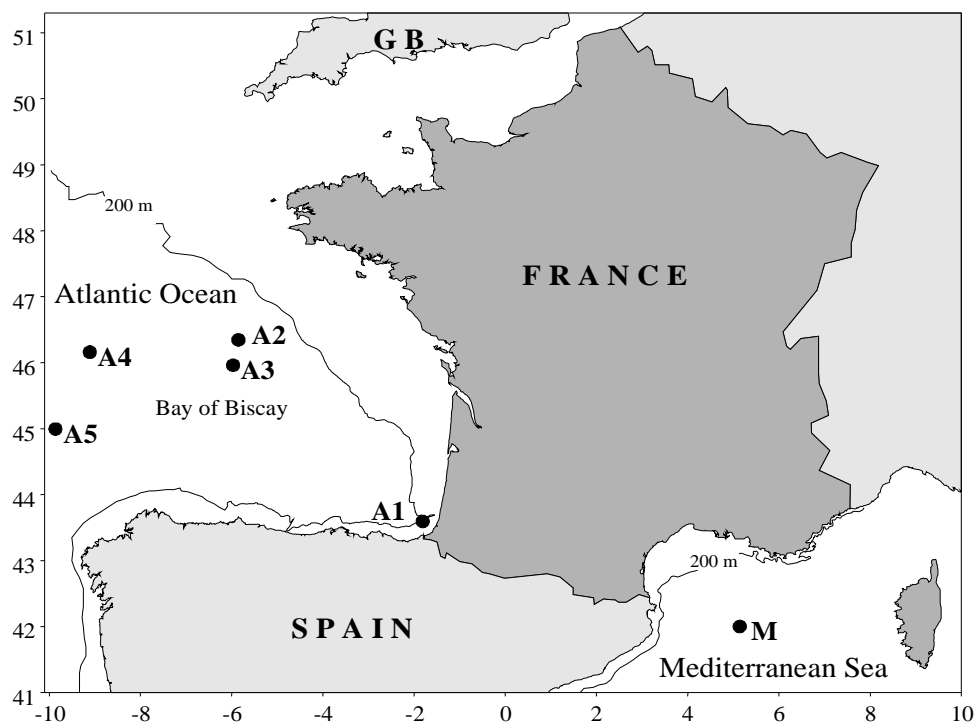 51
G B
50
49
200 m
48
F R A N C E
47
Atlantic Ocean
A2
A4
A3
46
Bay of Biscay
A5
45
44
A1
43
200 m
42
S P A I N
M
Mediterranean Sea
41
-10 -8 -6 -4 -2 0 2 4 6 8 10